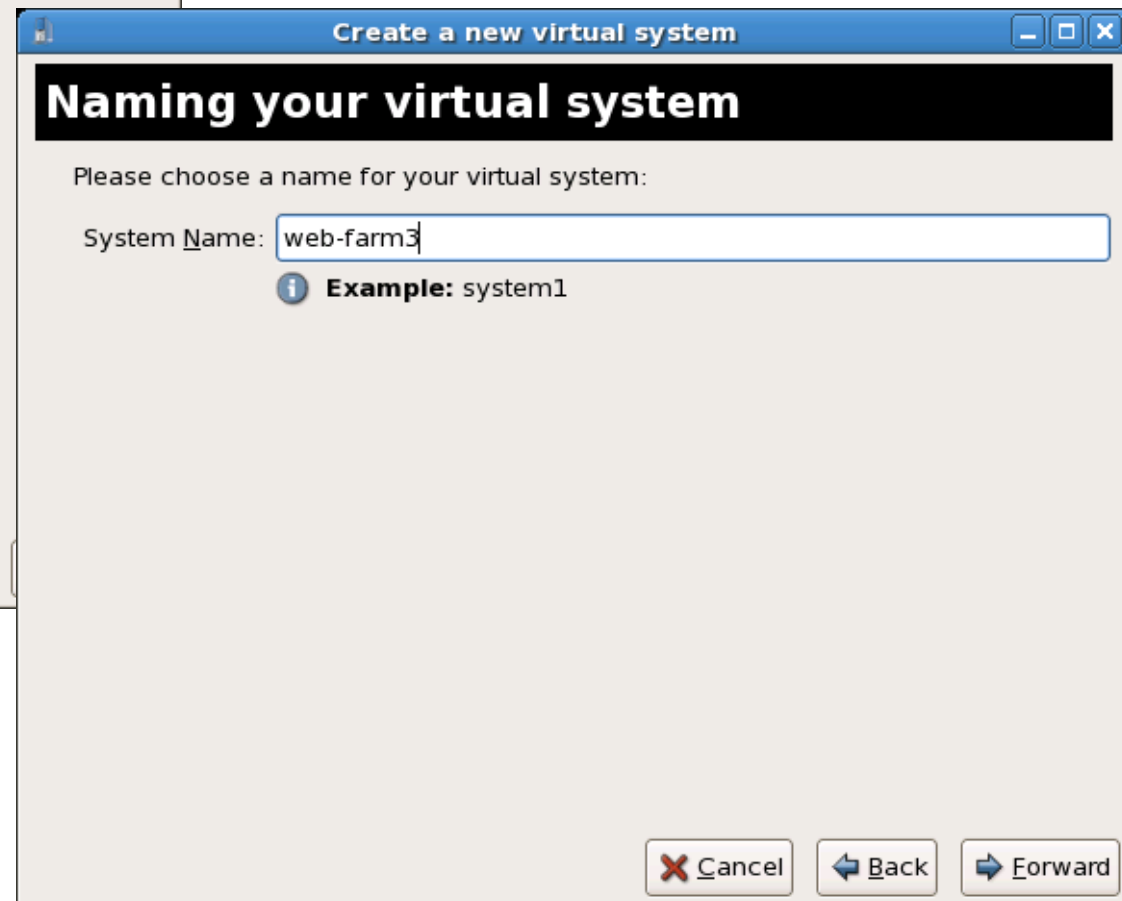 Create a new virtual system
Naming your virtual system
Please choose a name for your virtual system:
System Name: web-farm3
Example: system1
Cancel Back Forward